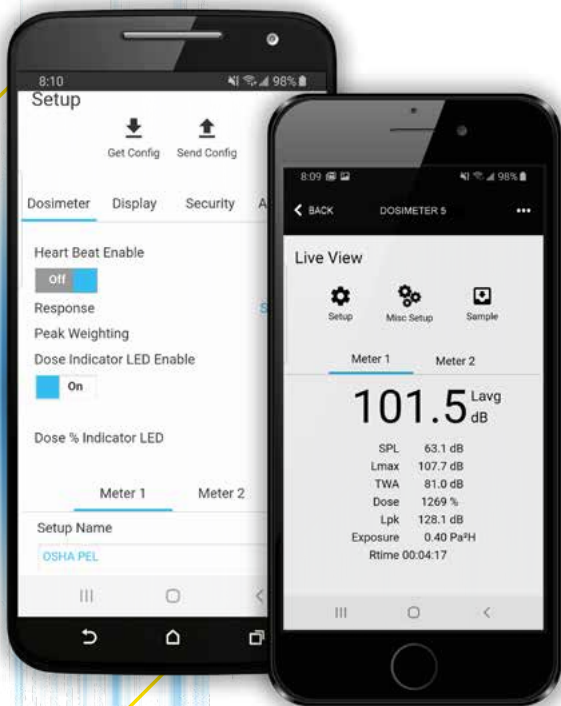 8:10 98%
Setup
Get Config Send Config
Dosimeter Display Security A
Heart Beat Enable
Off
Response S
Peak Weighting
Dose Indicator LED Enable
On
Dose % Indicator LED
Meter 1 Meter 2
Setup Name
OSHA PEL
8:09 98%
BACK DOSIMETER 5
Live View
Setup Misc Setup Sample
Meter 1 Meter 2
101.5 Lavg dB
SPL 63.1 dB
Lmax 107.7 dB
TWA 81.0 dB
Dose 1269 %
Lpk 128.1 dB
Exposure 0.40 Pa²H
Rtime 00:04:17